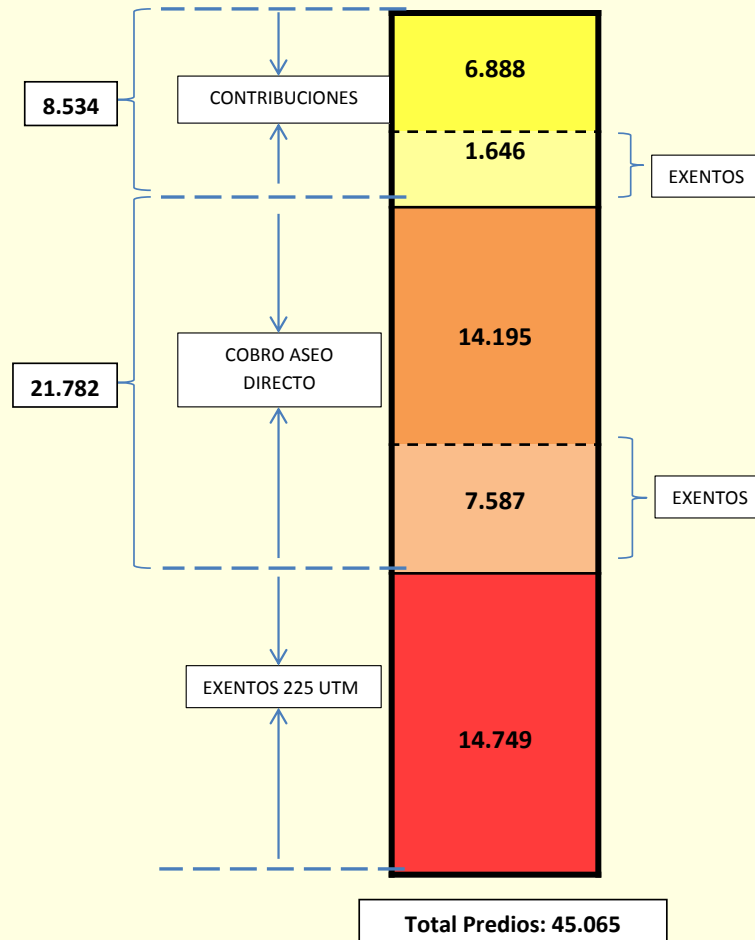 6.888
8.534
CONTRIBUCIONES
1.646
EXENTOS
14.195
COBRO ASEO
DIRECTO
21.782
7.587
EXENTOS
EXENTOS 225 UTM
14.749
Total Predios: 45.065